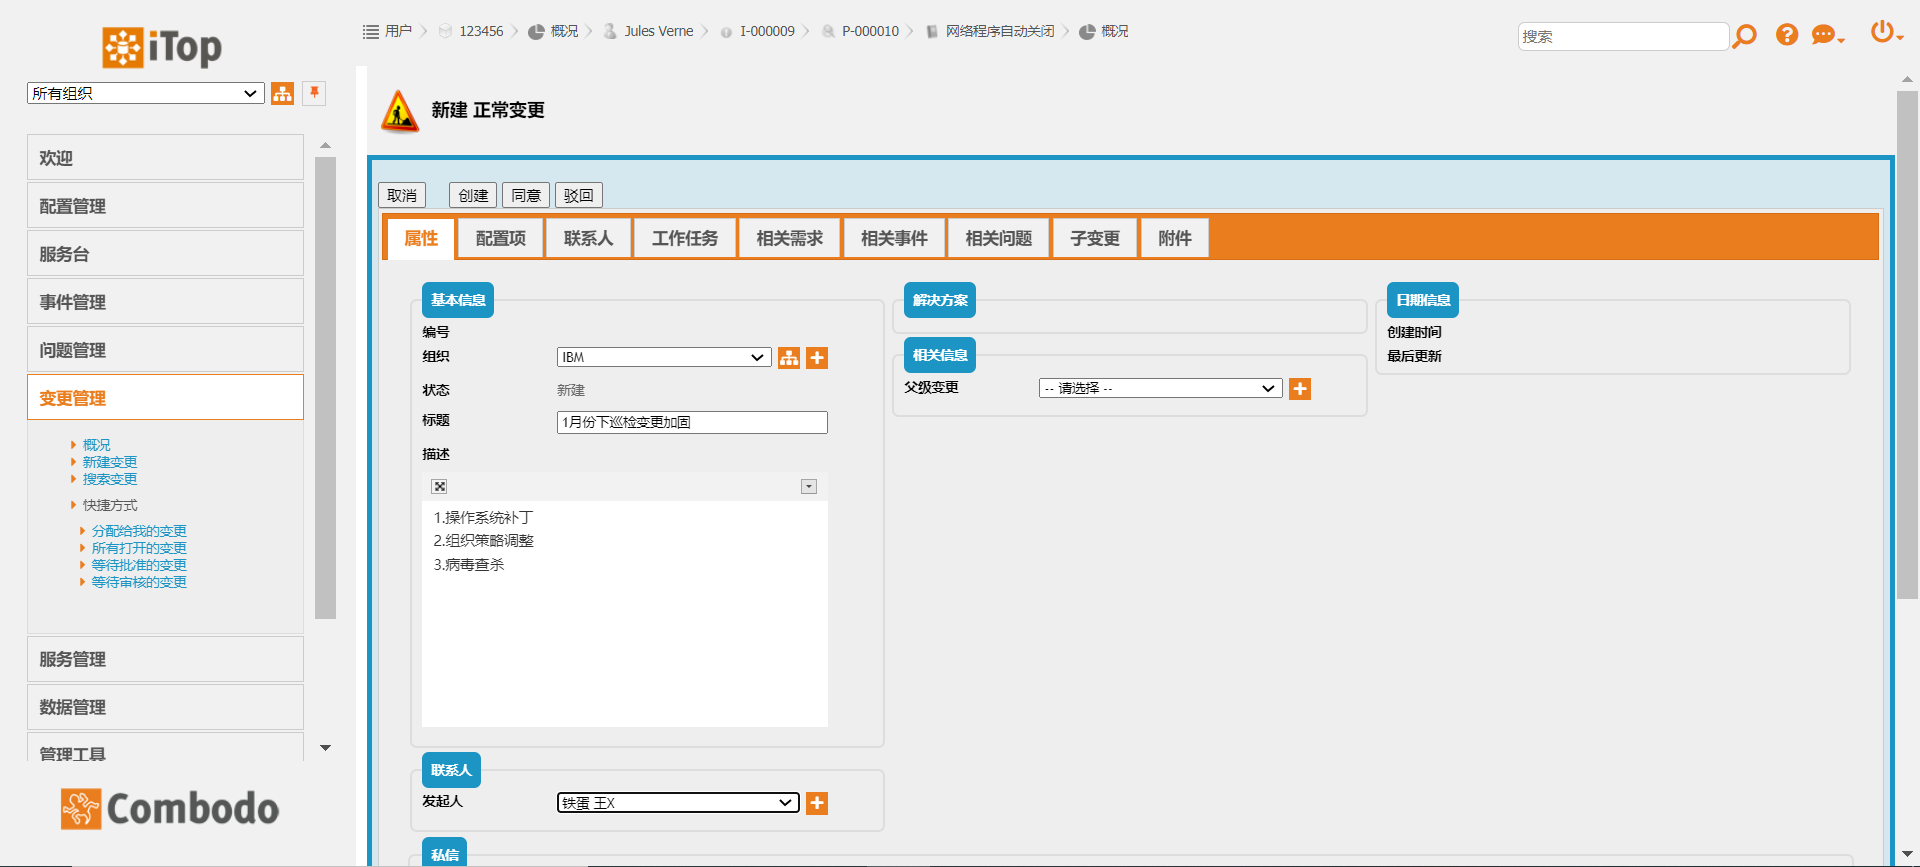 iTop
用户 123456 概况 Jules Verne I-000009 P-000010 网络程序自动关闭 概况
搜索
所有组织
新建 正常变更
欢迎
配置管理
服务台
事件管理
问题管理
变更管理
概况
新建变更
搜索变更
快捷方式
分配给我的变更
所有打开的变更
等待批准的变更
等待审核的变更
服务管理
数据管理
管理工具
Combodo
取消 创建 同意 驳回
属性 配置项 联系人 工作任务 相关需求 相关事件 相关问题 子变更 附件
基本信息
编号
组织 IBM
状态 新建
标题 1月份下巡检变更加固
描述
1.操作系统补丁
2.组织策略调整
3.病毒查杀
联系人
发起人 铁蛋 王X
私信
解决方案
相关信息
父级变更 -- 请选择 --
日期信息
创建时间
最后更新